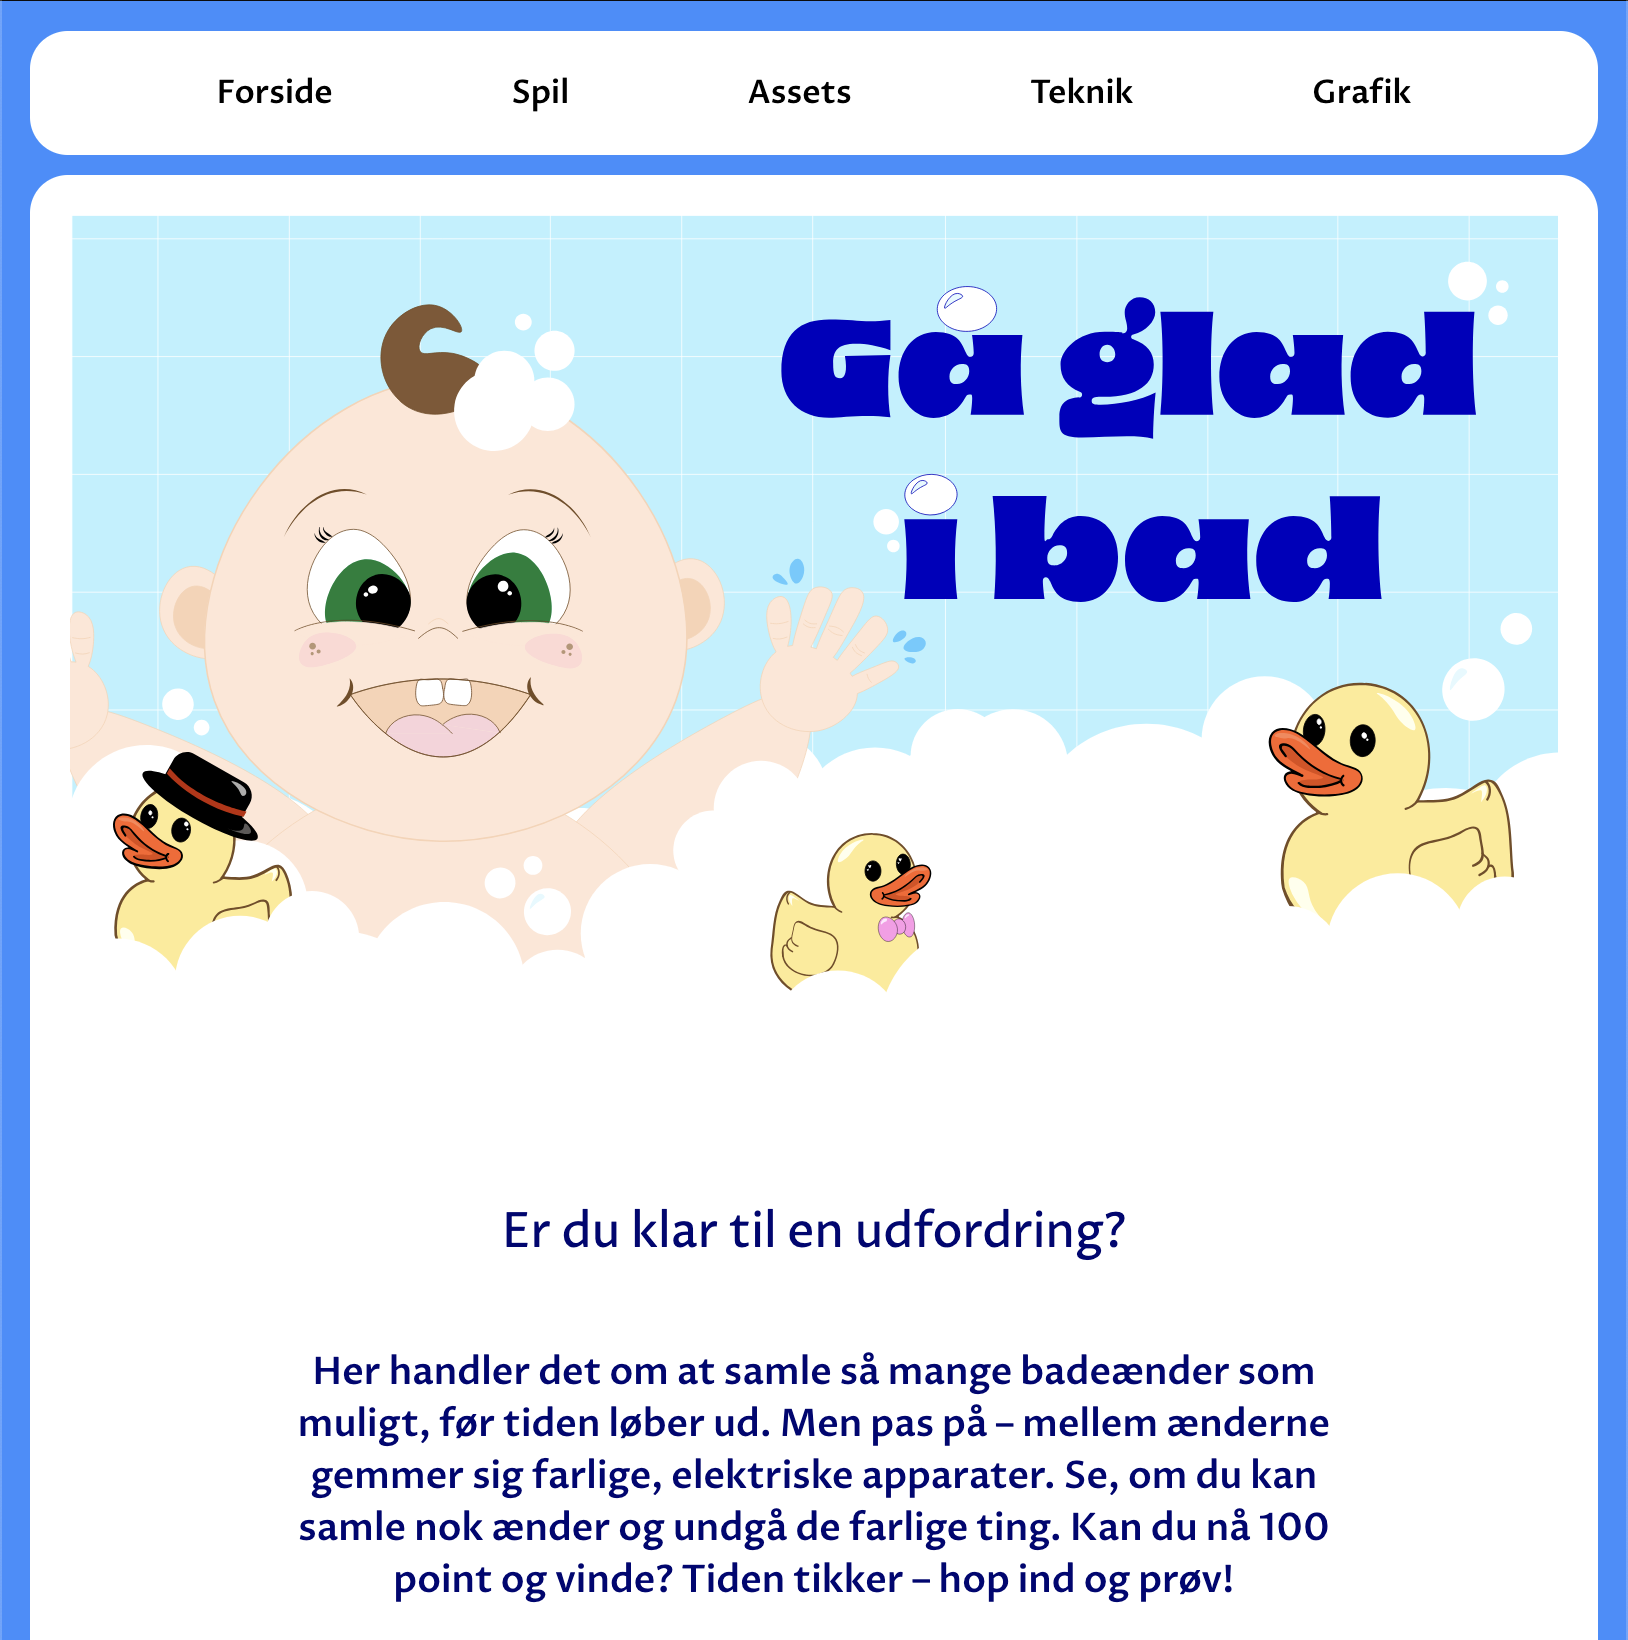 Forside Spil Assets Teknik Grafik
Gå glad
i bad
Er du klar til en udfordring?
Her handler det om at samle så mange badeænder som
muligt, før tiden løber ud. Men pas på – mellem ænderne
gemmer sig farlige, elektriske apparater. Se, om du kan
samle nok ænder og undgå de farlige ting. Kan du nå 100
point og vinde? Tiden tikker – hop ind og prøv!